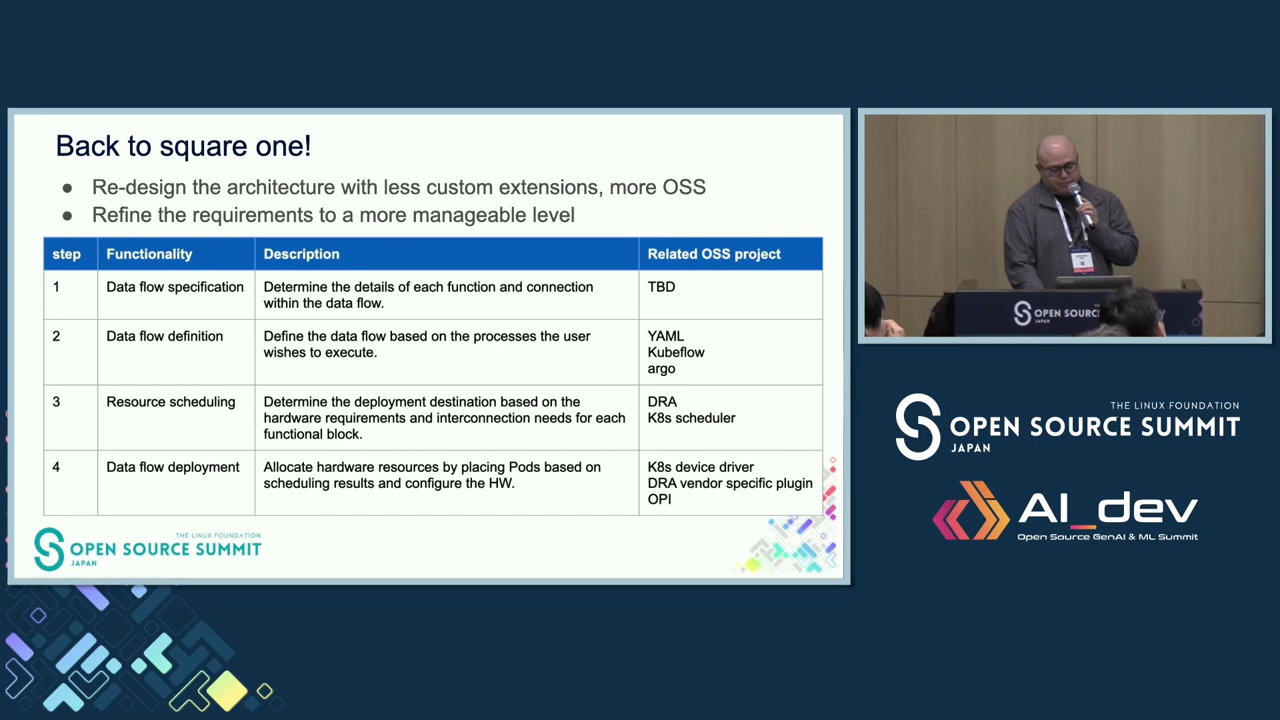 Back to square one!
● Re-design the architecture with less custom extensions, more OSS
● Refine the requirements to a more manageable level
step Functionality Description Related OSS project
1 Data flow specification Determine the details of each function and connection within the data flow. TBD
2 Data flow definition Define the data flow based on the processes the user wishes to execute. YAML Kubeflow argo
3 Resource scheduling Determine the deployment destination based on the hardware requirements and interconnection needs for each functional block. DRA K8s scheduler
4 Data flow deployment Allocate hardware resources by placing Pods based on scheduling results and configure the HW. K8s device driver DRA vendor specific plugin OPI
THE LINUX FOUNDATION
OPEN SOURCE SUMMIT
JAPAN
OPEN SOURC
JAPAN
THE LINUX FOUNDATION
OPEN SOURCE SUMMIT
JAPAN
AI_dev
Open Source GenAI & ML Summit